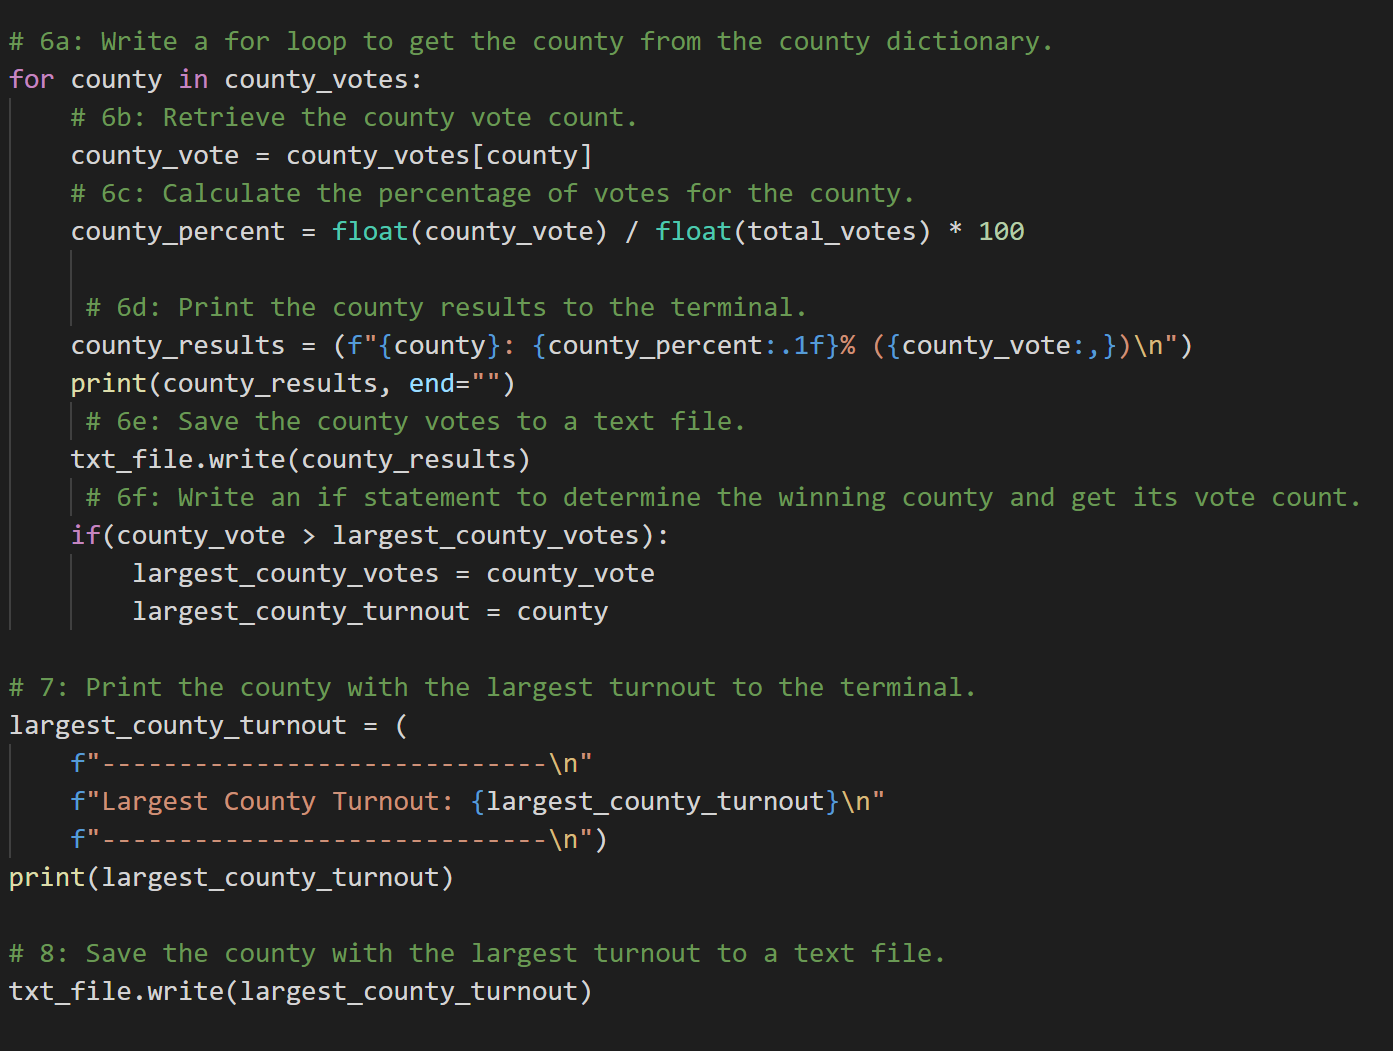 # 6a: Write a for loop to get the county from the county dictionary.
for county in county_votes:
    # 6b: Retrieve the county vote count.
    county_vote = county_votes[county]
    # 6c: Calculate the percentage of votes for the county.
    county_percent = float(county_vote) / float(total_votes) * 100

     # 6d: Print the county results to the terminal.
    county_results = (f"{county}: {county_percent:.1f}% ({county_vote:,})\n")
    print(county_results, end="")
     # 6e: Save the county votes to a text file.
    txt_file.write(county_results)
     # 6f: Write an if statement to determine the winning county and get its vote count.
    if(county_vote > largest_county_votes):
        largest_county_votes = county_vote
        largest_county_turnout = county

# 7: Print the county with the largest turnout to the terminal.
largest_county_turnout = (
    f"-----------------------------\n"
    f"Largest County Turnout: {largest_county_turnout}\n"
    f"-----------------------------\n")
print(largest_county_turnout)

# 8: Save the county with the largest turnout to a text file.
txt_file.write(largest_county_turnout)